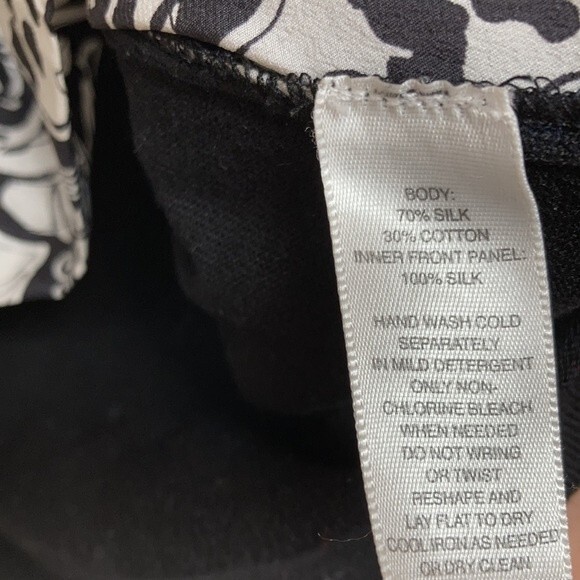 BODY:
70% SILK
30% COTTON
INNER FRONT PANEL:
100% SILK
HAND WASH COLD
SEPARATELY
IN MILD DETERGENT
ONLY NON-
CHLORINE BLEACH
WHEN NEEDED
DO NOT WRING
OR TWIST
RESHAPE AND
LAY FLAT TO DRY
COOL IRON AS NEEDED
OR DRY CLEAN